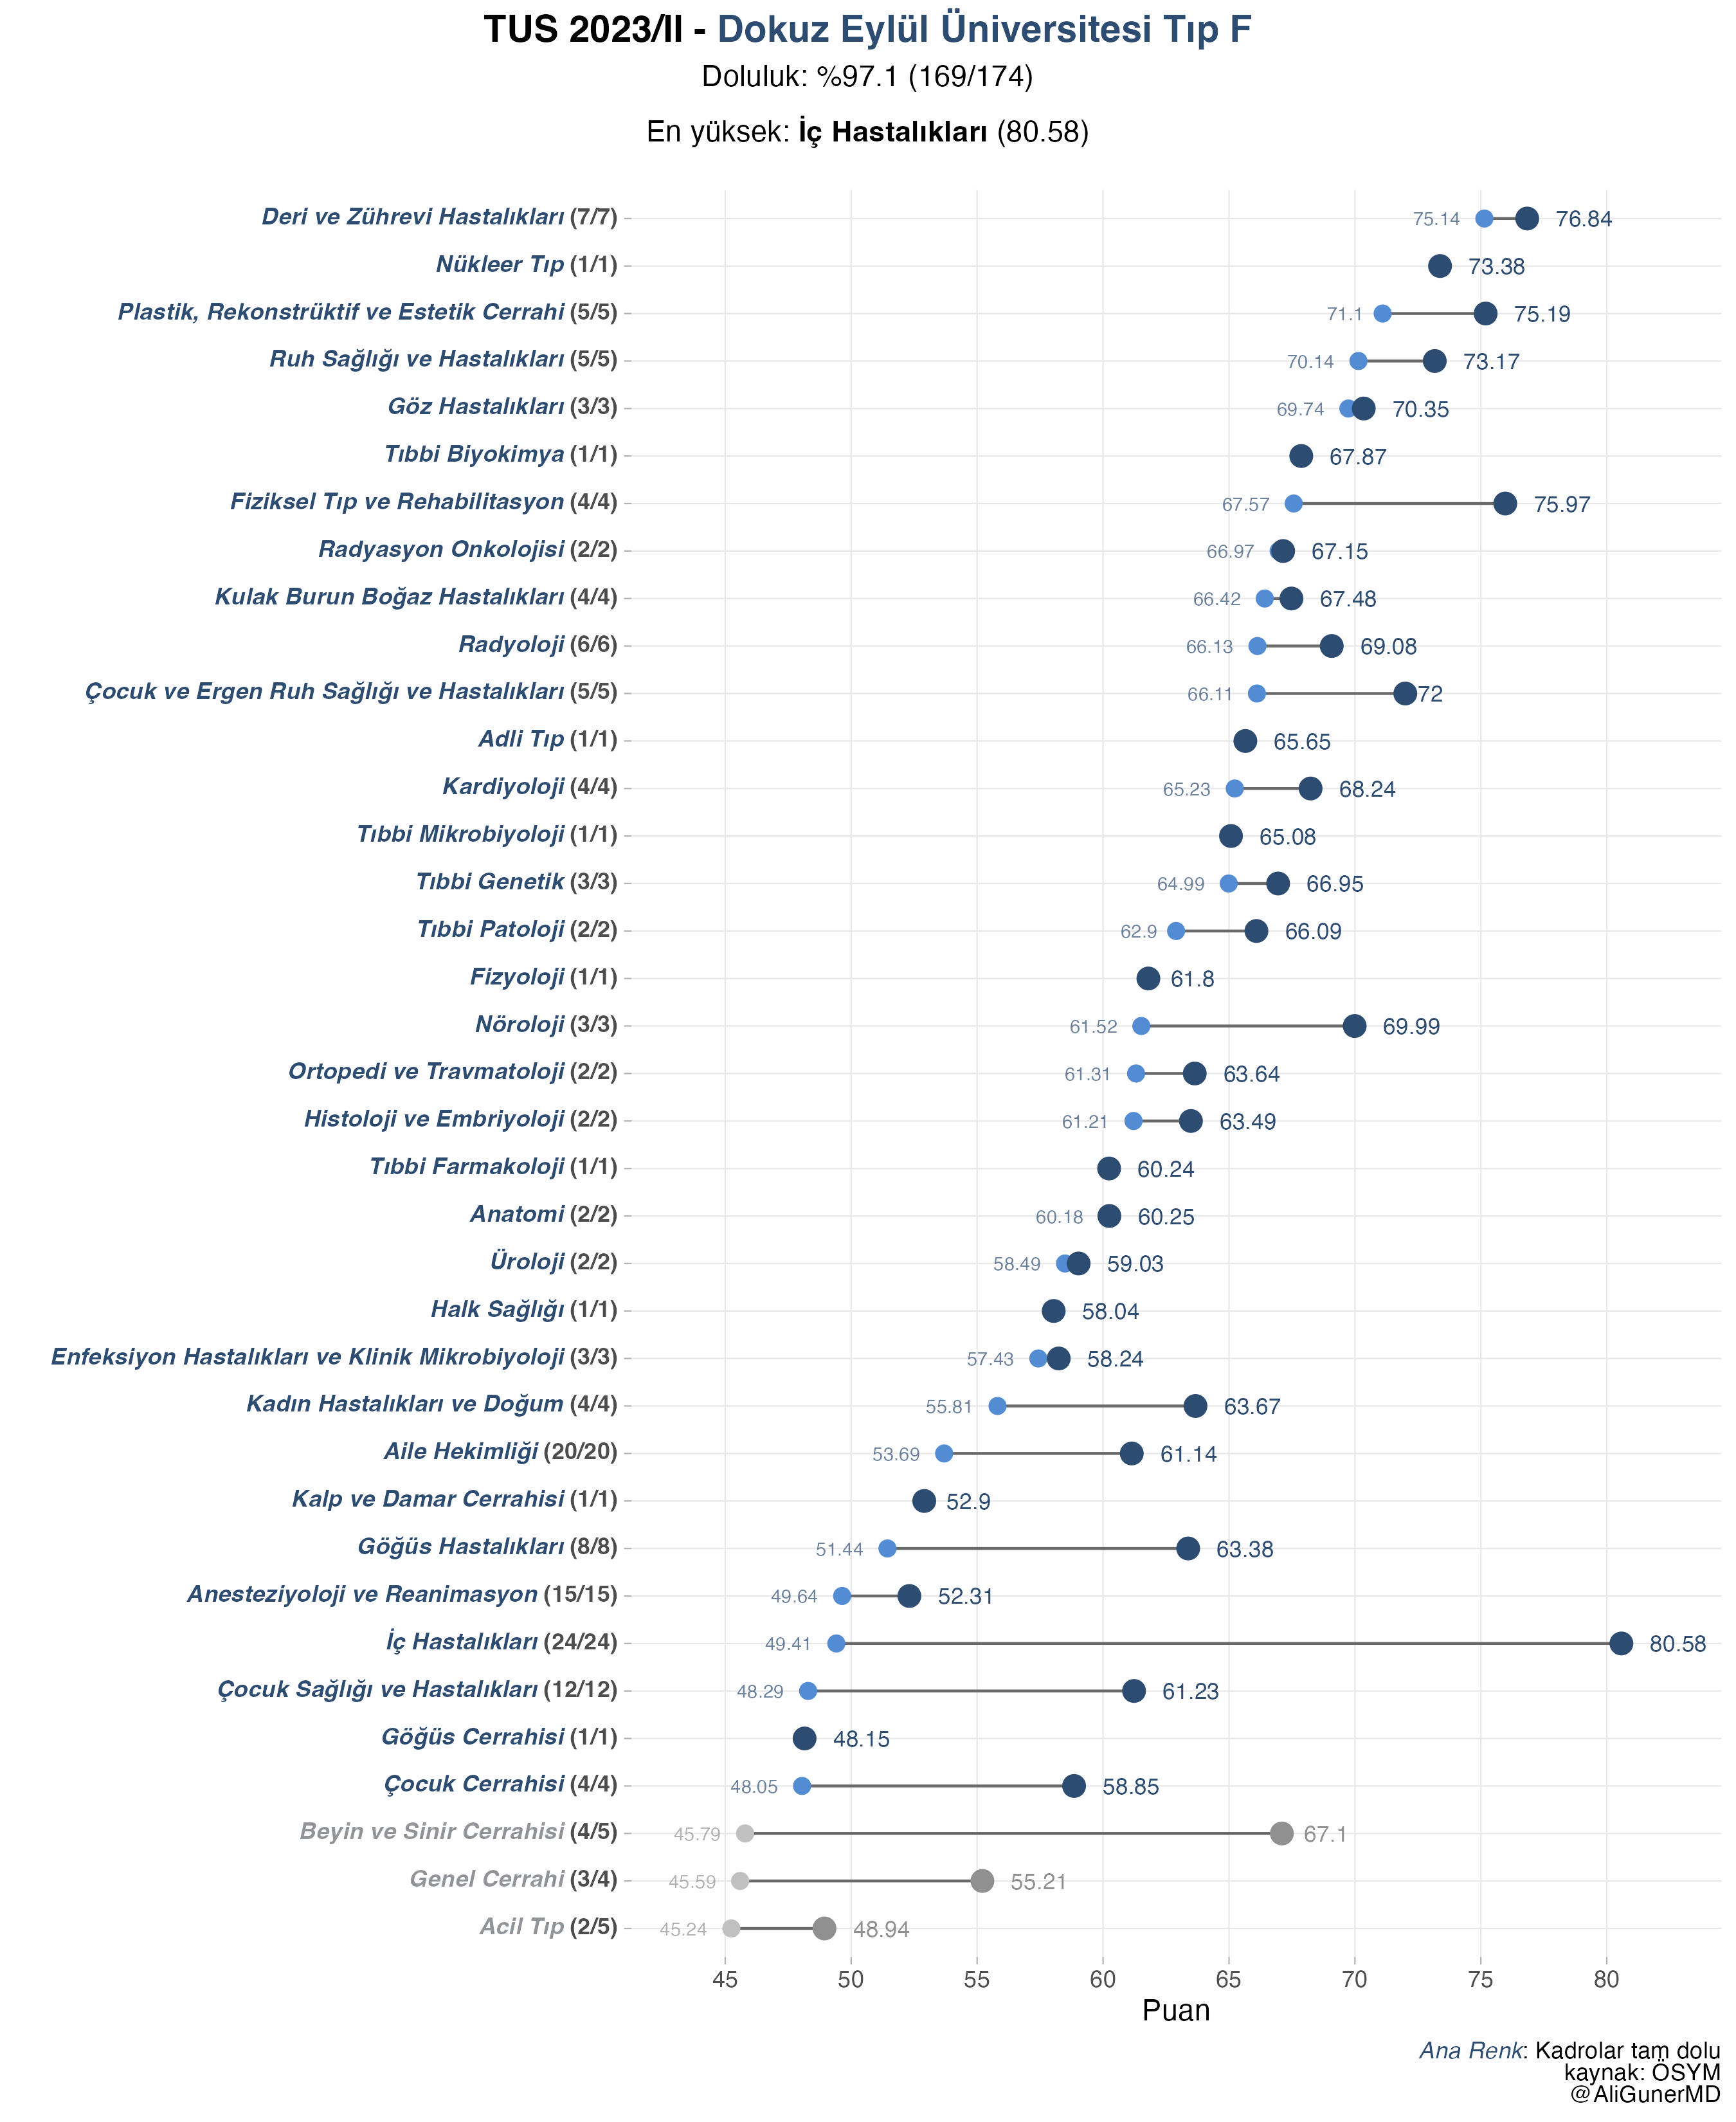 TUS 2023/II - Dokuz Eylül Üniversitesi Tıp F
Doluluk: %97.1 (169/174)
En yüksek: İç Hastalıkları (80.58)
Deri ve Zührevi Hastalıkları (7/7) 75.14 76.84
Nükleer Tıp (1/1) 73.38
Plastik, Rekonstrüktif ve Estetik Cerrahi (5/5) 71.1 75.19
Ruh Sağlığı ve Hastalıkları (5/5) 70.14 73.17
Göz Hastalıkları (3/3) 69.74 70.35
Tıbbi Biyokimya (1/1) 67.87
Fiziksel Tıp ve Rehabilitasyon (4/4) 67.57 75.97
Radyasyon Onkolojisi (2/2) 66.97 67.15
Kulak Burun Boğaz Hastalıkları (4/4) 66.42 67.48
Radyoloji (6/6) 66.13 69.08
Çocuk ve Ergen Ruh Sağlığı ve Hastalıkları (5/5) 66.11 72
Adli Tıp (1/1) 65.65
Kardiyoloji (4/4) 65.23 68.24
Tıbbi Mikrobiyoloji (1/1) 65.08
Tıbbi Genetik (3/3) 64.99 66.95
Tıbbi Patoloji (2/2) 62.9 66.09
Fizyoloji (1/1) 61.8
Nöroloji (3/3) 61.52 69.99
Ortopedi ve Travmatoloji (2/2) 61.31 63.64
Histoloji ve Embriyoloji (2/2) 61.21 63.49
Tıbbi Farmakoloji (1/1) 60.24
Anatomi (2/2) 60.18 60.25
Üroloji (2/2) 58.49 59.03
Halk Sağlığı (1/1) 58.04
Enfeksiyon Hastalıkları ve Klinik Mikrobiyoloji (3/3) 57.43 58.24
Kadın Hastalıkları ve Doğum (4/4) 55.81 63.67
Aile Hekimliği (20/20) 53.69 61.14
Kalp ve Damar Cerrahisi (1/1) 52.9
Göğüs Hastalıkları (8/8) 51.44 63.38
Anesteziyoloji ve Reanimasyon (15/15) 49.64 52.31
İç Hastalıkları (24/24) 49.41 80.58
Çocuk Sağlığı ve Hastalıkları (12/12) 48.29 61.23
Göğüs Cerrahisi (1/1) 48.15
Çocuk Cerrahisi (4/4) 48.05 58.85
Beyin ve Sinir Cerrahisi (4/5) 45.79 67.1
Genel Cerrahi (3/4) 45.59 55.21
Acil Tıp (2/5) 45.24 48.94
45 50 55 60 65 70 75 80
Puan
Ana Renk: Kadrolar tam dolu
kaynak: ÖSYM
@AliGunerMD